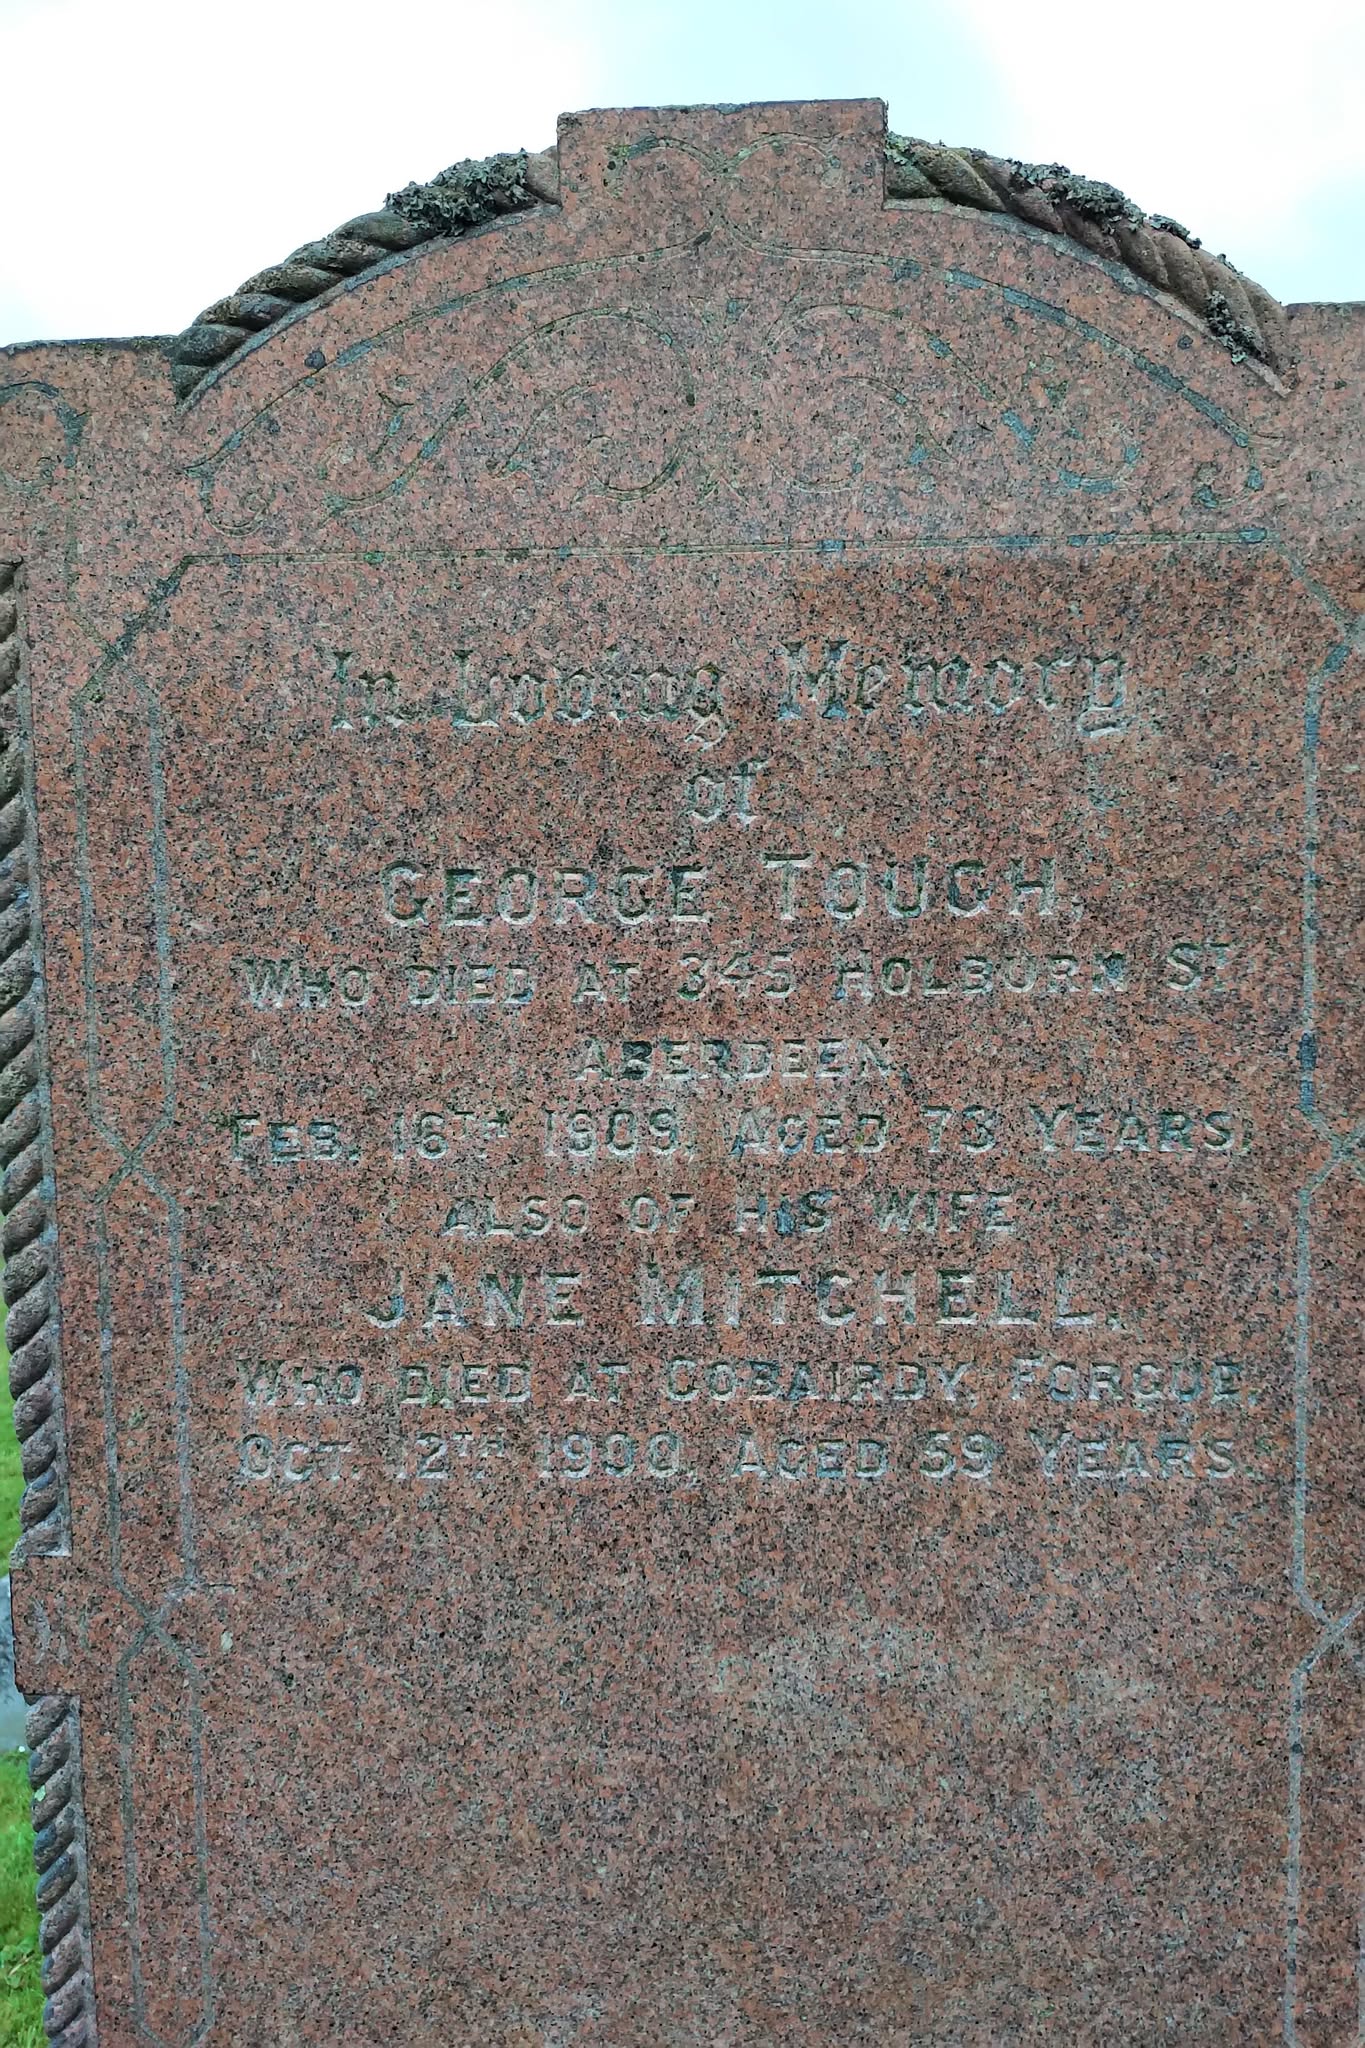 In Loving Memory
of
GEORGE TOUGH,
WHO DIED AT 345 HOLBORN ST
ABERDEEN,
FEB. 16TH 1909, AGED 73 YEARS,
ALSO OF HIS WIFE
JANE MITCHELL,
WHO DIED AT COBAIRDY, FORGUE,
OCT. 12TH 1900, AGED 59 YEARS.